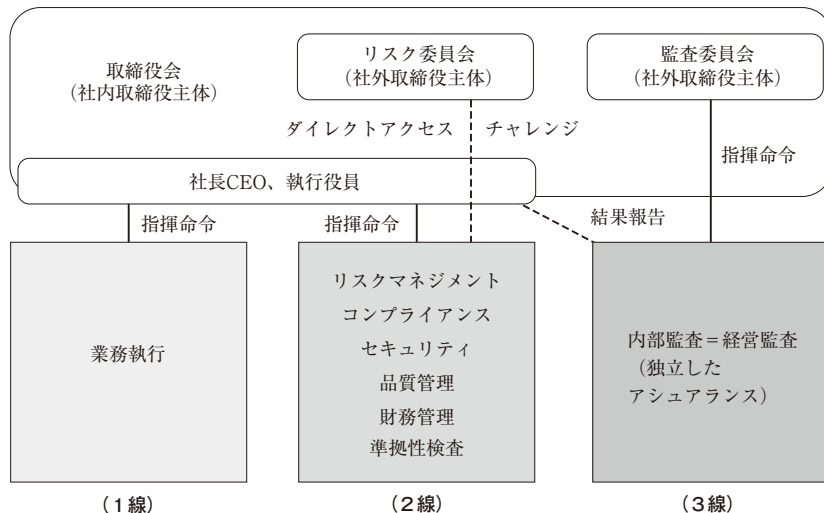 取締役会
(社内取締役主体)
リスク委員会
(社外取締役主体)
監査委員会
(社外取締役主体)
ダイレクトアクセス
チャレンジ
指揮命令
社長CEO、執行役員
指揮命令
指揮命令
結果報告
業務執行
リスクマネジメント
コンプライアンス
セキュリティ
品質管理
財務管理
準拠性検査
内部監査=経営監査
(独立した
アシュアランス)
(1線)
(2線)
(3線)